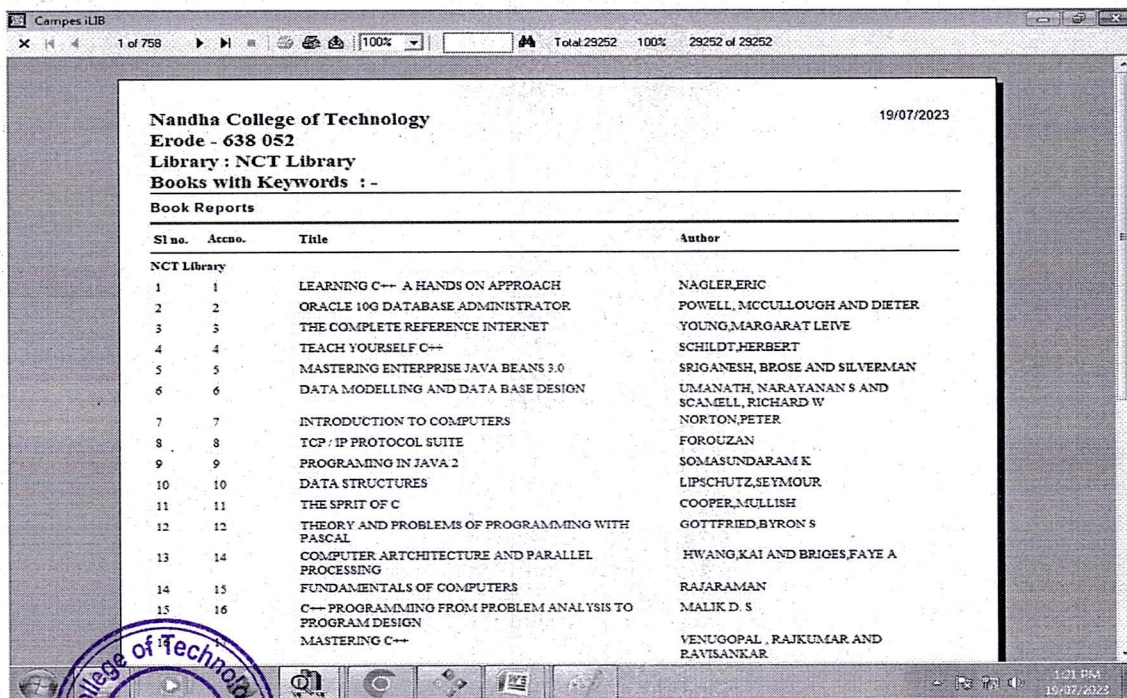 Campes iLIB
1 of 758 100% Total:29252 100% 29252 of 29252
Nandha College of Technology 19/07/2023
Erode - 638 052
Library : NCT Library
Books with Keywords : -
Book Reports
Sl no. Accno. Title Author
NCT Library
1 1 LEARNING C++ A HANDS ON APPROACH NAGLER,ERIC
2 2 ORACLE 10G DATABASE ADMINISTRATOR POWELL, MCCULLOUGH AND DIETER
3 3 THE COMPLETE REFERENCE INTERNET YOUNG,MARGARAT LEIVE
4 4 TEACH YOURSELF C++ SCHILDT,HERBERT
5 5 MASTERING ENTERPRISE JAVA BEANS 3.0 SRIGANESH, BROSE AND SILVERMAN
6 6 DATA MODELLING AND DATA BASE DESIGN UMANATH, NARAYANAN S AND
SCAMELL, RICHARD W
7 7 INTRODUCTION TO COMPUTERS NORTON,PETER
8 8 TCP / IP PROTOCOL SUITE FOROUZAN
9 9 PROGRAMING IN JAVA 2 SOMASUNDARAM K
10 10 DATA STRUCTURES LIPSCHUTZ,SEYMOUR
11 11 THE SPRIT OF C COOPER,MULLISH
12 12 THEORY AND PROBLEMS OF PROGRAMMING WITH GOTTFRIED,BYRON S
PASCAL
13 14 COMPUTER ARTCHITECTURE AND PARALLEL HWANG,KAI AND BRIGES,FAYE A
PROCESSING
14 15 FUNDAMENTALS OF COMPUTERS RAJARAMAN
15 16 C++ PROGRAMMING FROM PROBLEM ANALYSIS TO MALIK D. S
PROGRAM DESIGN
MASTERING C++ VENUGOPAL , RAJKUMAR AND
RAVISANKAR
of Techno
1:21 PM
19/07/2023